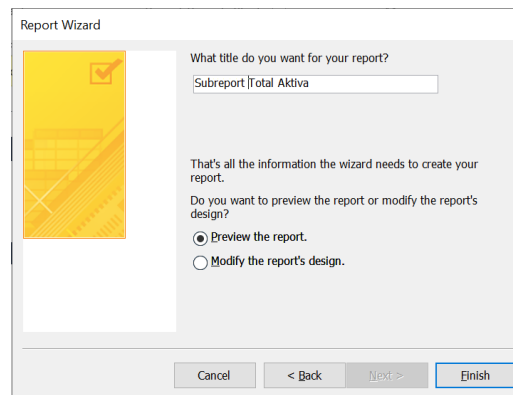 Report Wizard
What title do you want for your report?
Subreport Total Aktiva
That's all the information the wizard needs to create your
report.
Do you want to preview the report or modify the report's
design?
Preview the report.
Modify the report's design.
Cancel
< Back
Next >
Finish